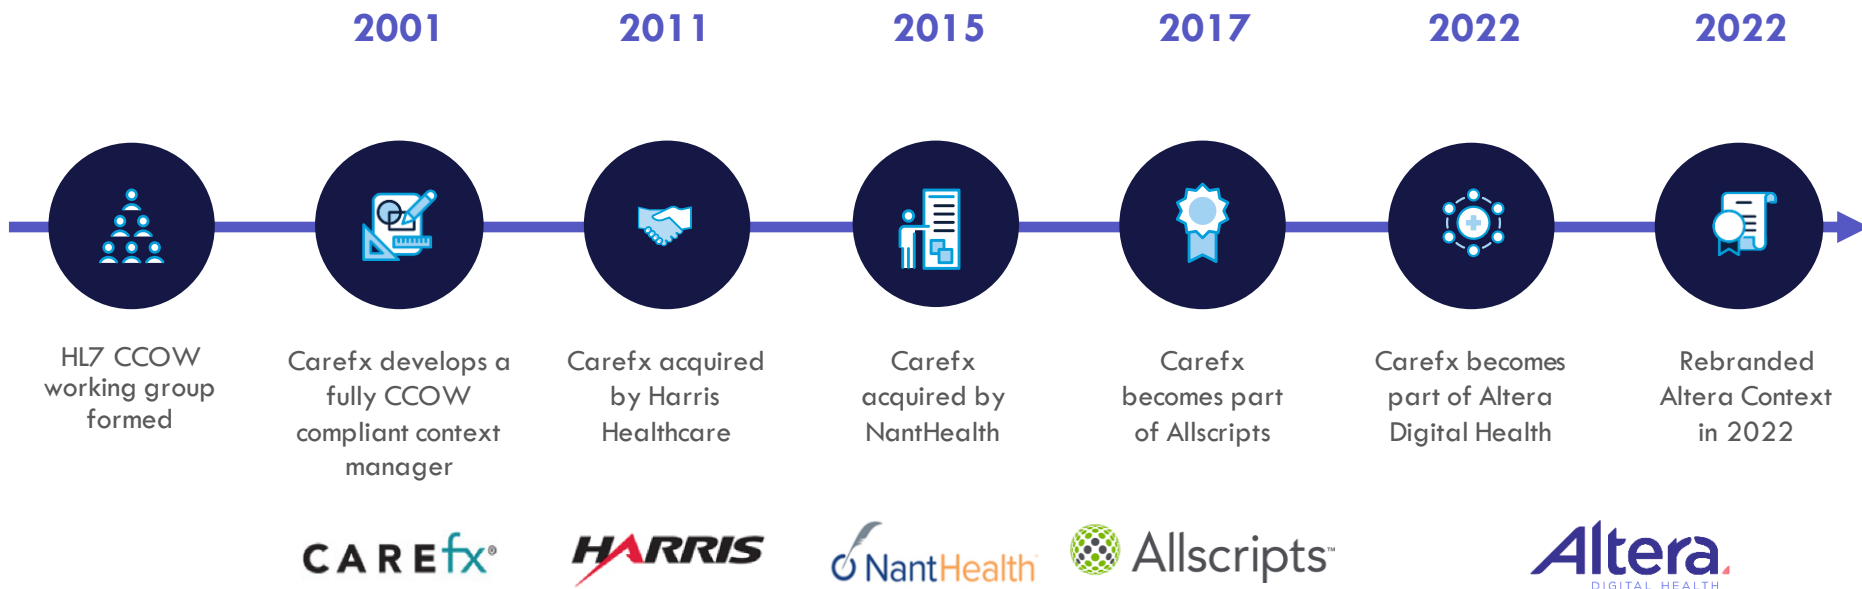 2001
2011
2015
2017
2022
2022
HL7 CCOW
working group
formed
Carefx develops a
fully CCOW
compliant context
manager
Carefx acquired
by Harris
Healthcare
Carefx
acquired by
NantHealth
Carefx
becomes part
of Allscripts
Carefx becomes
part of Altera
Digital Health
Rebranded
Altera Context
in 2022
CAREfx®
HARRIS
NantHealth
Allscripts™
Altera.
DIGITAL HEALTH